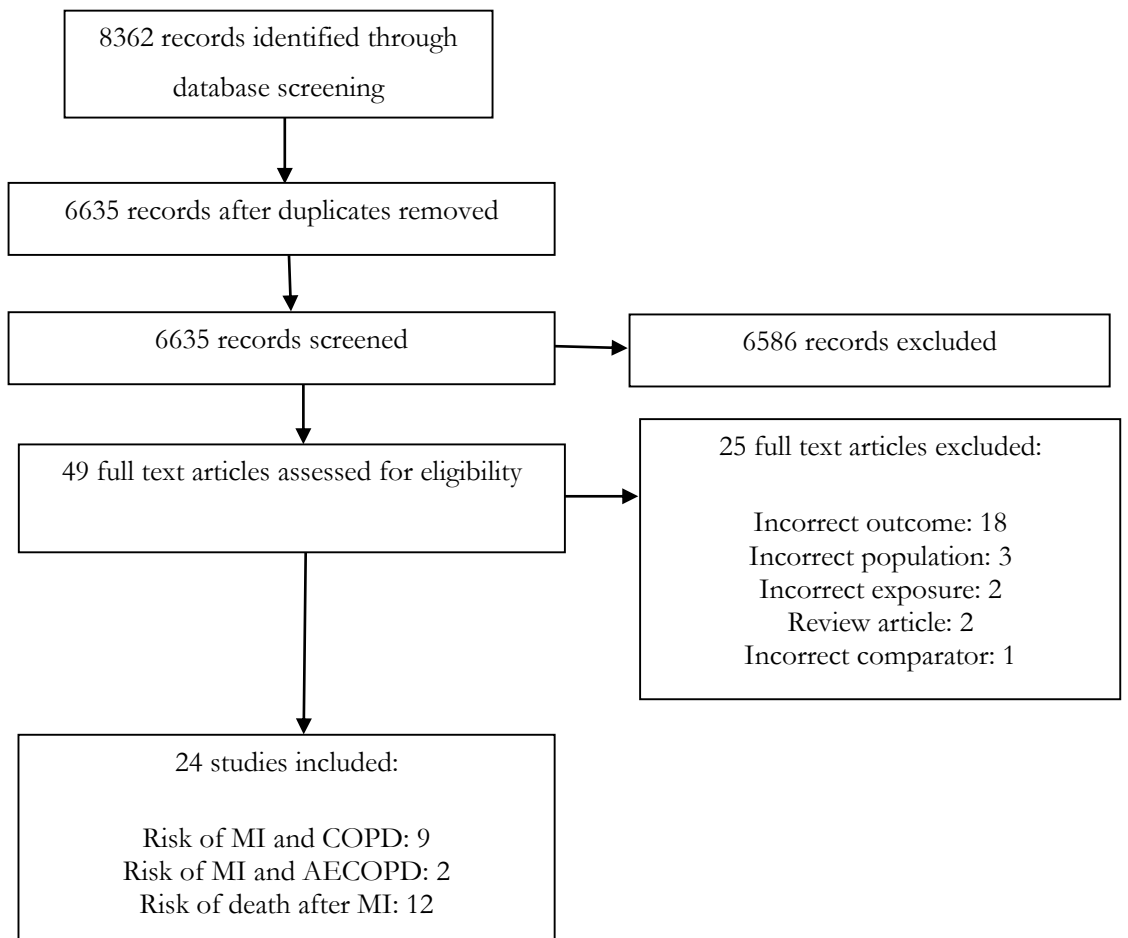 8362 records identified through
database screening
6635 records after duplicates removed
6635 records screened
6586 records excluded
49 full text articles assessed for eligibility
25 full text articles excluded:
Incorrect outcome: 18
Incorrect population: 3
Incorrect exposure: 2
Review article: 2
Incorrect comparator: 1
24 studies included:
Risk of MI and COPD: 9
Risk of MI and AECOPD: 2
Risk of death after MI: 12